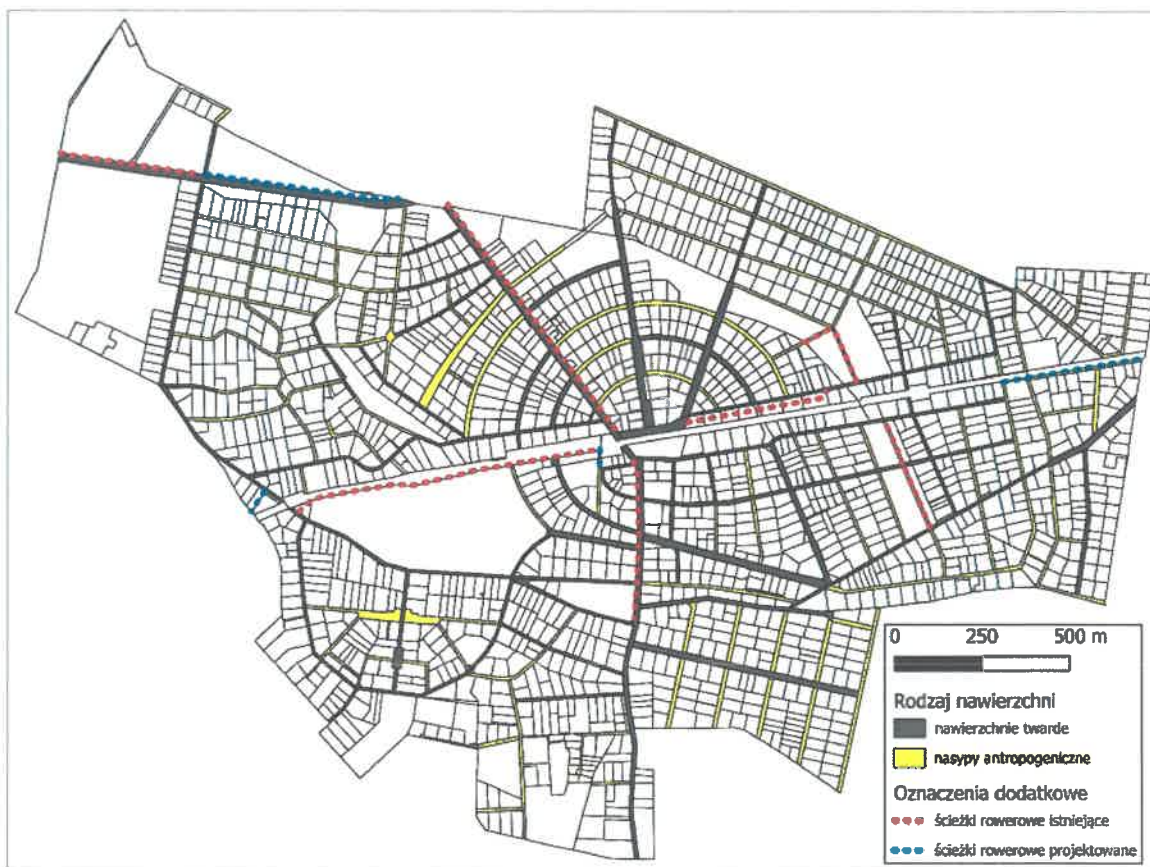 0 250 500 m
Rodzaj nawierzchni
nawierzchnie twarde
nasypy antropogeniczne
Oznaczenia dodatkowe
ścieżki rowerowe istniejące
ścieżki rowerowe projektowane